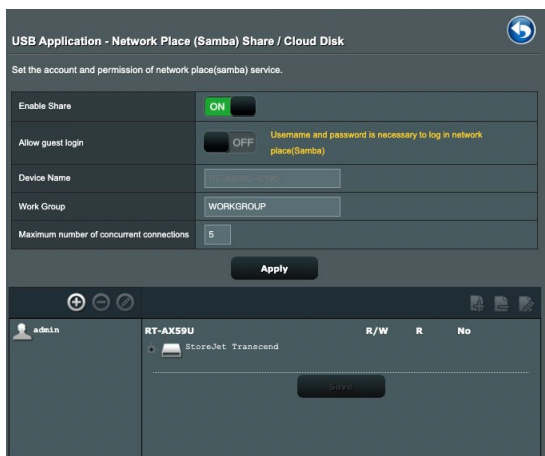 USB Application - Network Place (Samba) Share / Cloud Disk
Set the account and permission of network place(samba) service.
Enable Share
ON
Allow guest login
OFF
Username and password is necessary to log in network
place(Samba)
Device Name
Work Group
WORKGROUP
Maximum number of concurrent connections
5
Apply
admin
RT-AX59U
R/W
R
No
StoreJet Transcend
Save